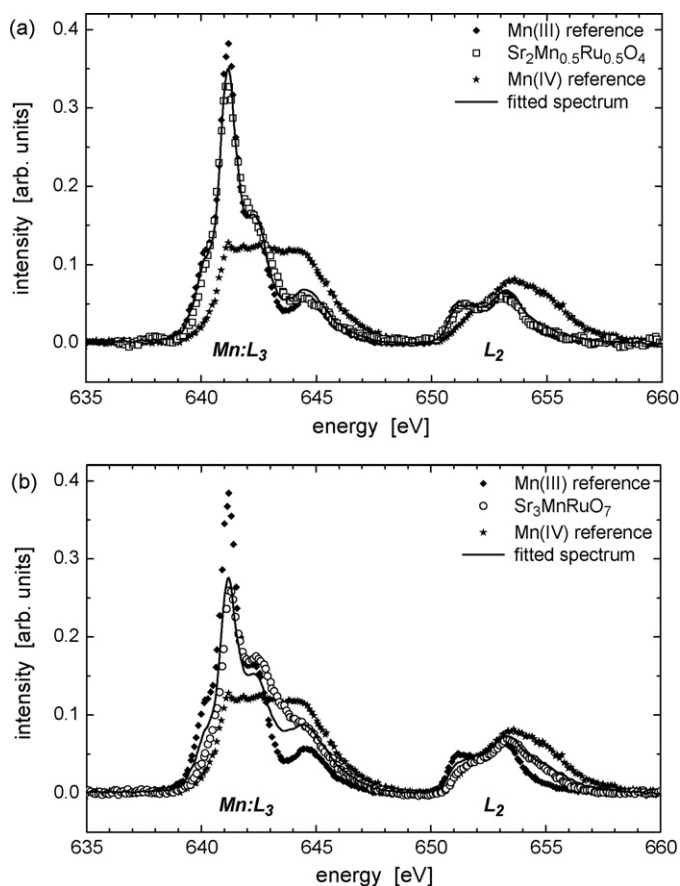 (a)
Mn(III) reference
Sr2Mn0.5Ru0.5O4
Mn(IV) reference
fitted spectrum
0.4
0.3
0.2
0.1
0.0
intensity [arb. units]
Mn:L3
L2
635 640 645 650 655 660
energy [eV]
(b)
Mn(III) reference
Sr3MnRuO7
Mn(IV) reference
fitted spectrum
0.4
0.3
0.2
0.1
0.0
intensity [arb. units]
Mn:L3
L2
635 640 645 650 655 660
energy [eV]